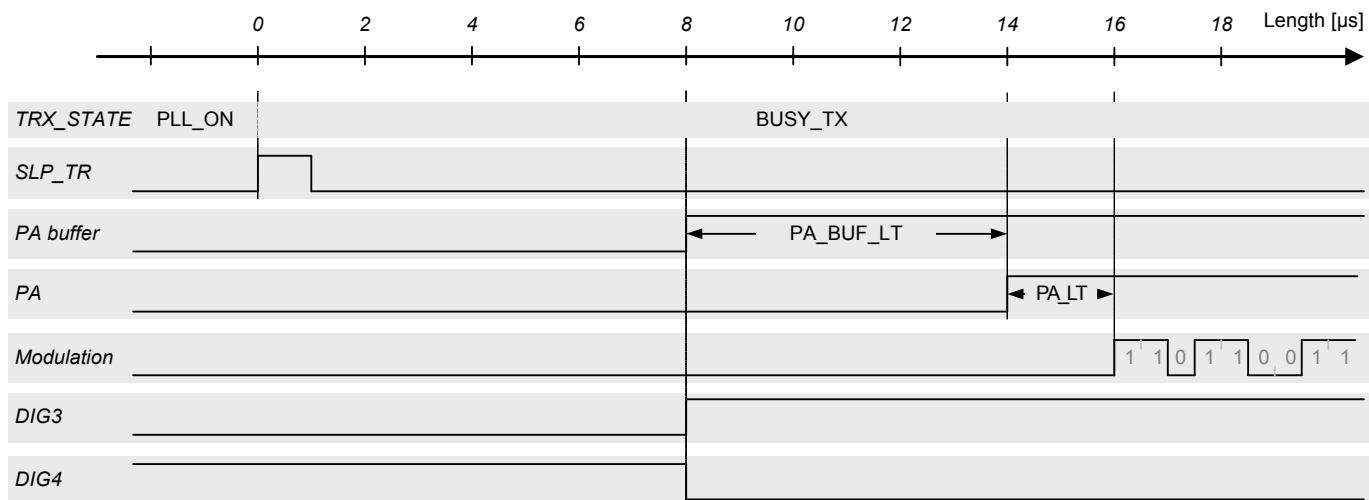 0 2 4 6 8 10 12 14 16 18 Length [µs]
TRX_STATE PLL_ON BUSY_TX
SLP_TR
PA buffer PA_BUF_LT
PA PA_LT
Modulation 1 1 0 1 1 0 0 1 1
DIG3
DIG4